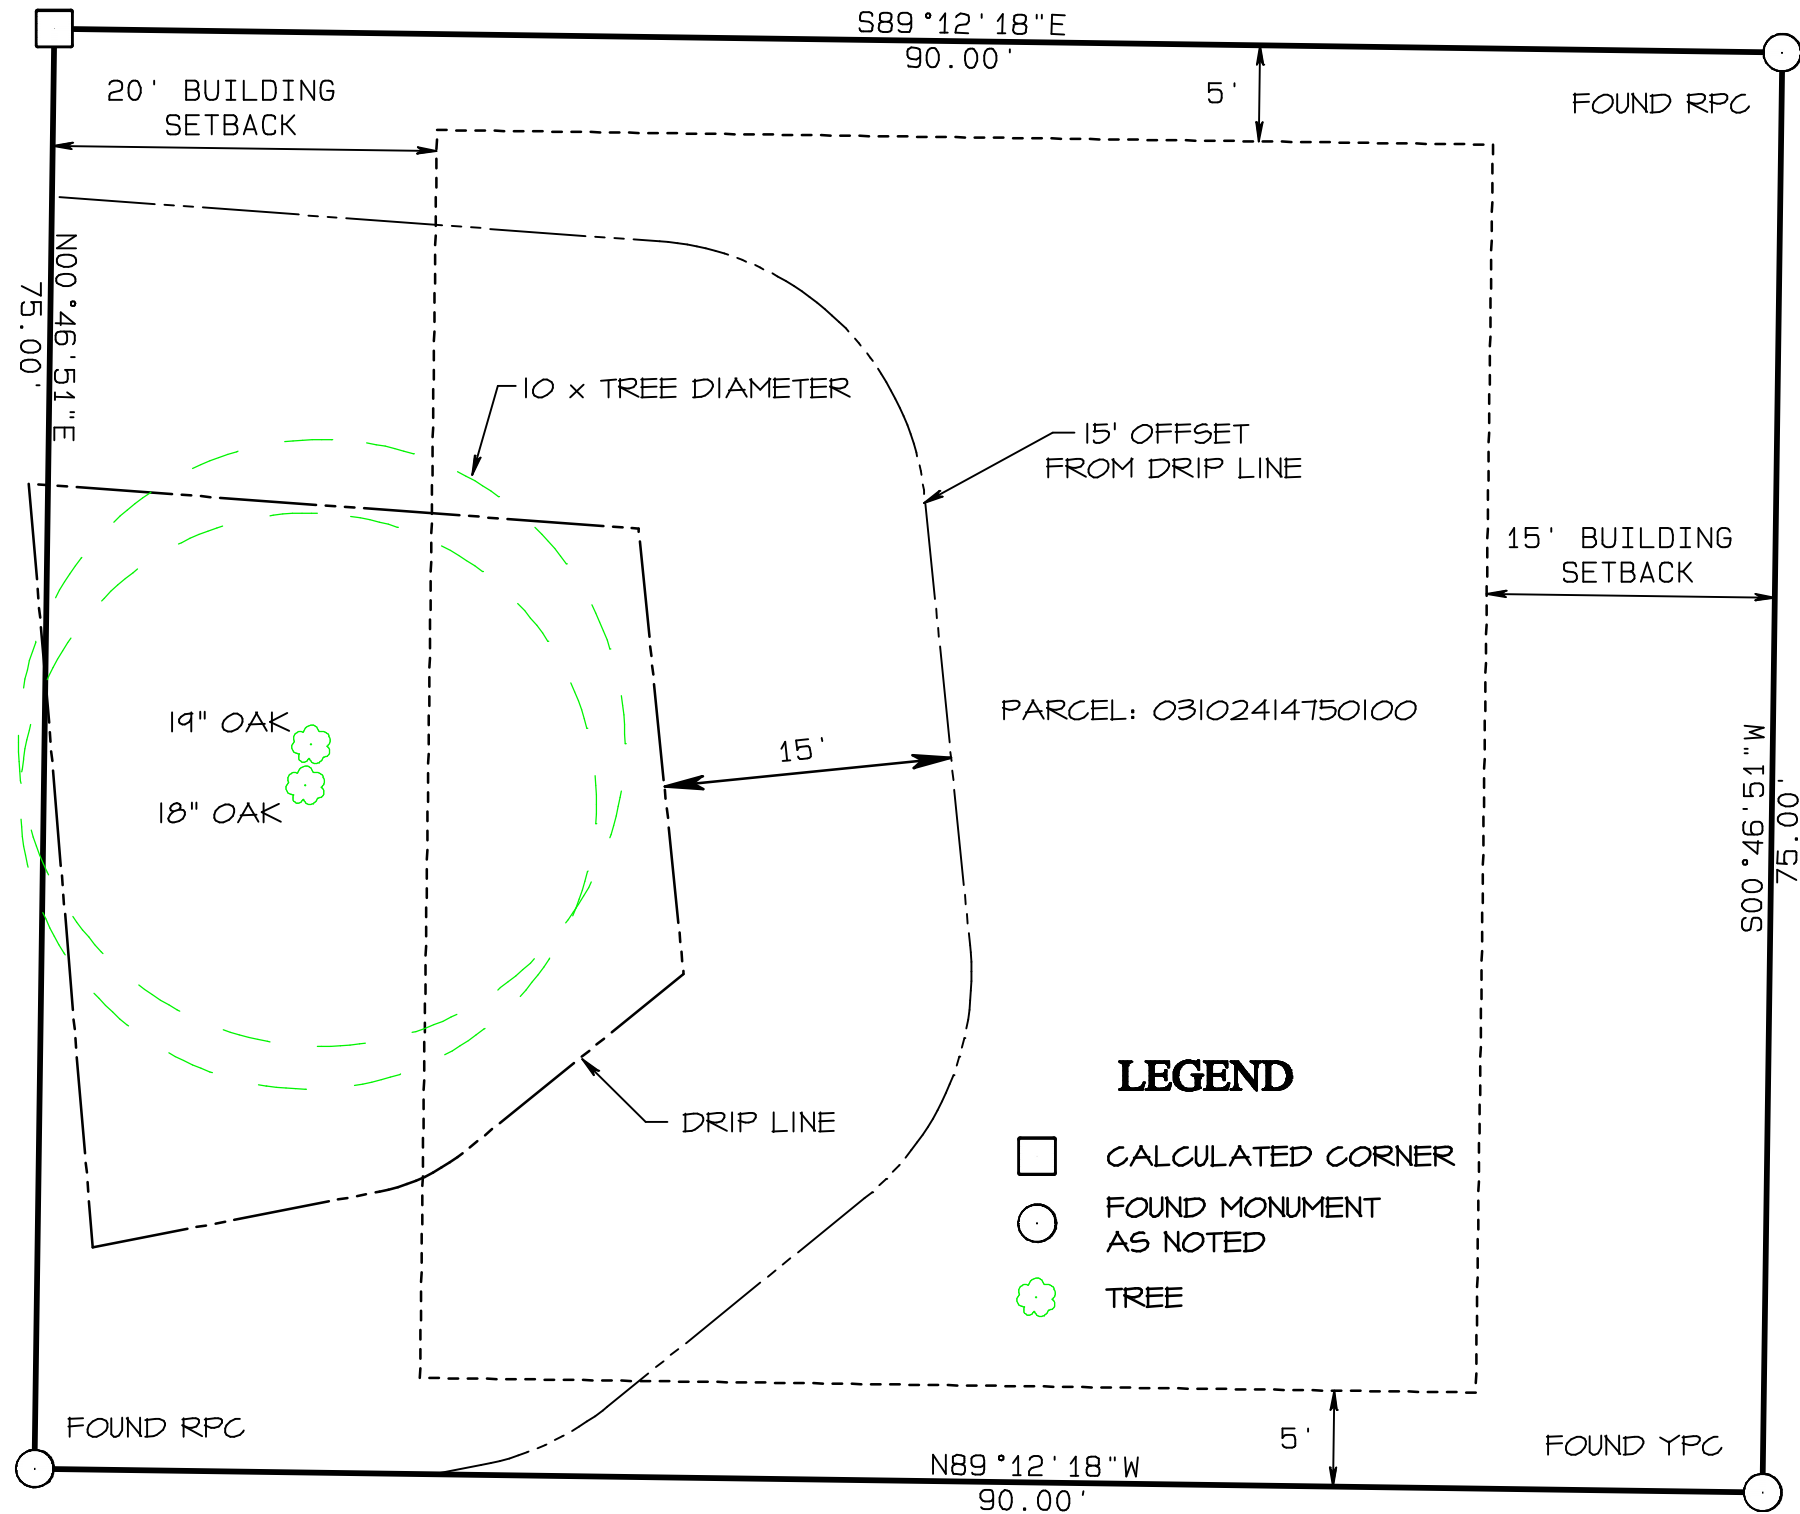 S89°12'18"E
90.00'
20' BUILDING
SETBACK
5'
FOUND RPC
N00°46'51"E
75.00'
10 x TREE DIAMETER
15' OFFSET
FROM DRIP LINE
15' BUILDING
SETBACK
19" OAK
18" OAK
15'
PARCEL: 03102414750100
S00°46'51"W
75.00'
DRIP LINE
LEGEND
CALCULATED CORNER
FOUND MONUMENT
AS NOTED
TREE
FOUND RPC
5'
FOUND YPC
N89°12'18"W
90.00'